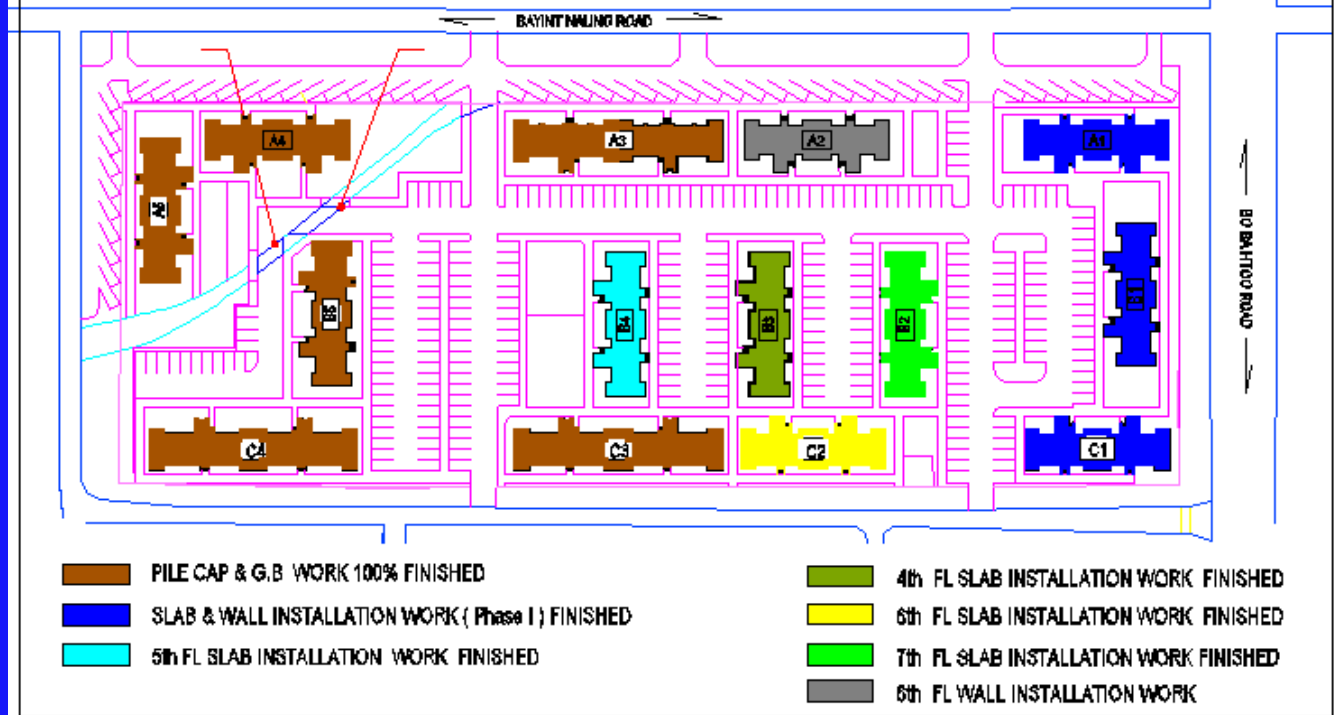 BAYINT NAUNG ROAD
A4
A3
A2
A1
A5
BO BAHTOO ROAD
B5
B4
B3
B2
B1
C4
C3
C2
C1
PILE CAP & G.B WORK 100% FINISHED
SLAB & WALL INSTALLATION WORK ( Phase I ) FINISHED
5th FL SLAB INSTALLATION WORK FINISHED
4th FL SLAB INSTALLATION WORK FINISHED
6th FL SLAB INSTALLATION WORK FINISHED
7th FL SLAB INSTALLATION WORK FINISHED
6th FL WALL INSTALLATION WORK